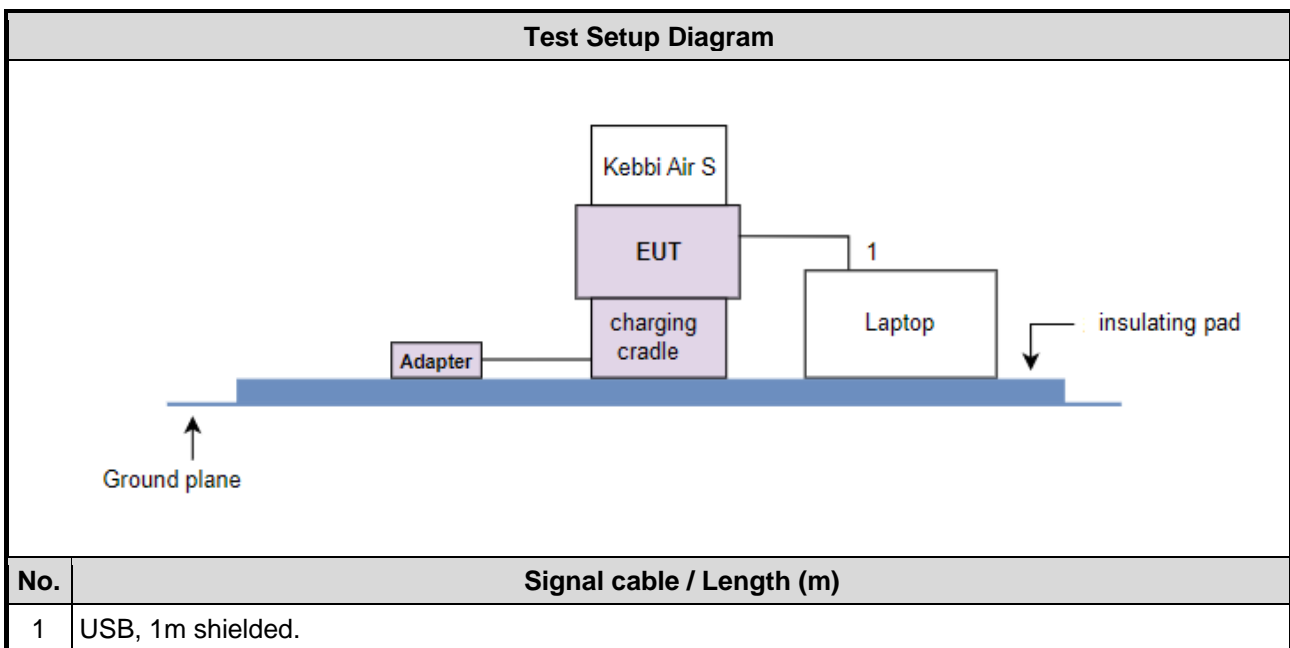 Test Setup Diagram
Kebbi Air S
EUT
1
charging
cradle
Laptop
insulating pad
Adapter
Ground plane
No. Signal cable / Length (m)
1 USB, 1m shielded.